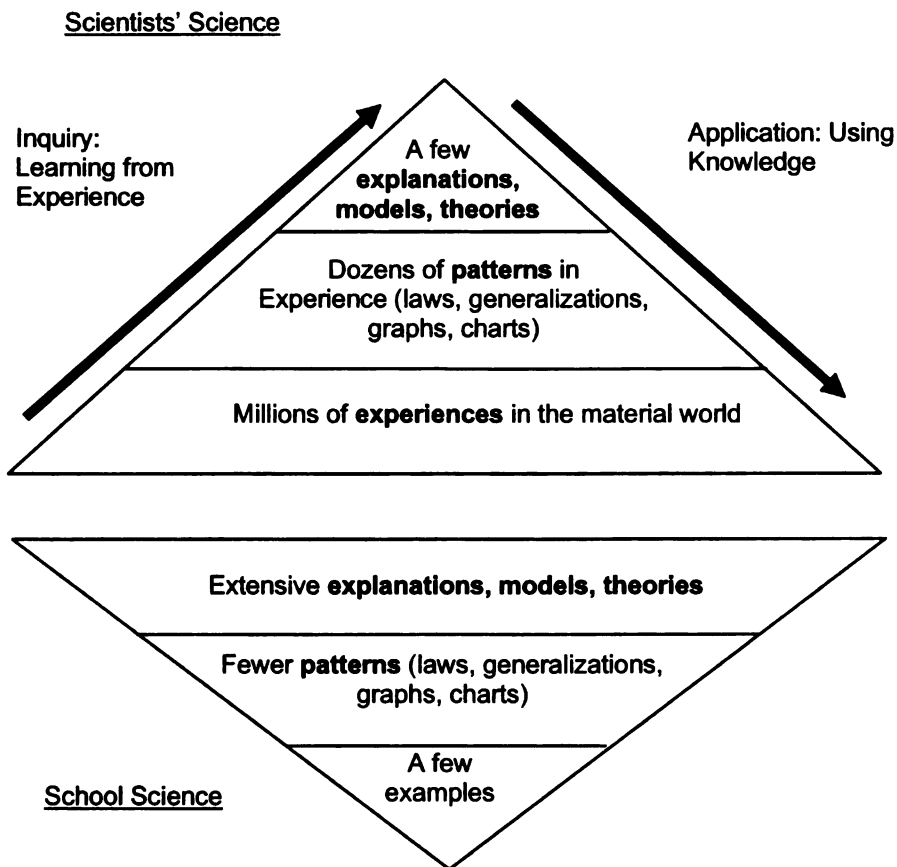 Scientists' Science
Inquiry:
Learning from
Experience
Application: Using
Knowledge
A few
explanations,
models, theories
Dozens of patterns in
Experience (laws, generalizations,
graphs, charts)
Millions of experiences in the material world
Extensive explanations, models, theories
Fewer patterns (laws, generalizations,
graphs, charts)
A few
examples
School Science